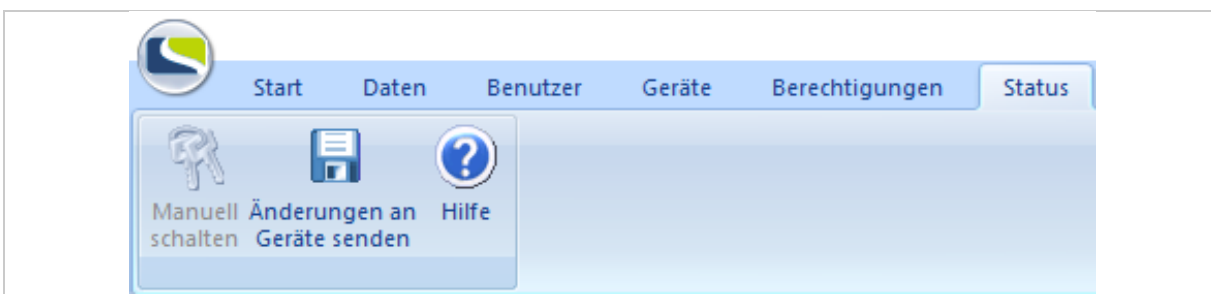 Start Daten Benutzer Geräte Berechtigungen Status
Manuell schalten
Änderungen an Geräte senden
Hilfe